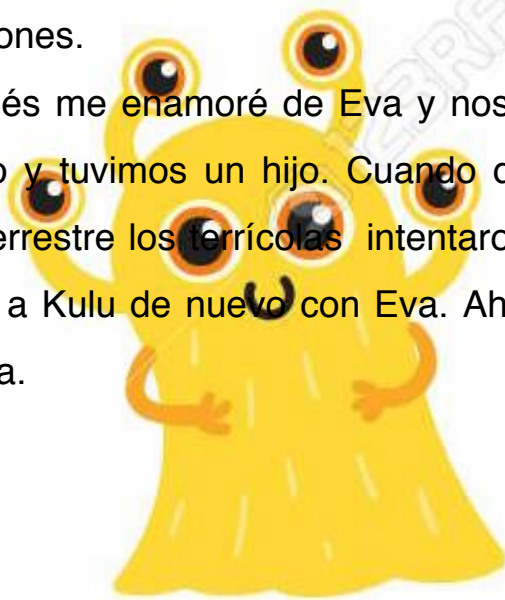 ones.
és me enamoré de Eva y nos
o y tuvimos un hijo. Cuando
errestre los terrícolas intentaro
a Kulu de nuevo con Eva. Ah
a.
123RF